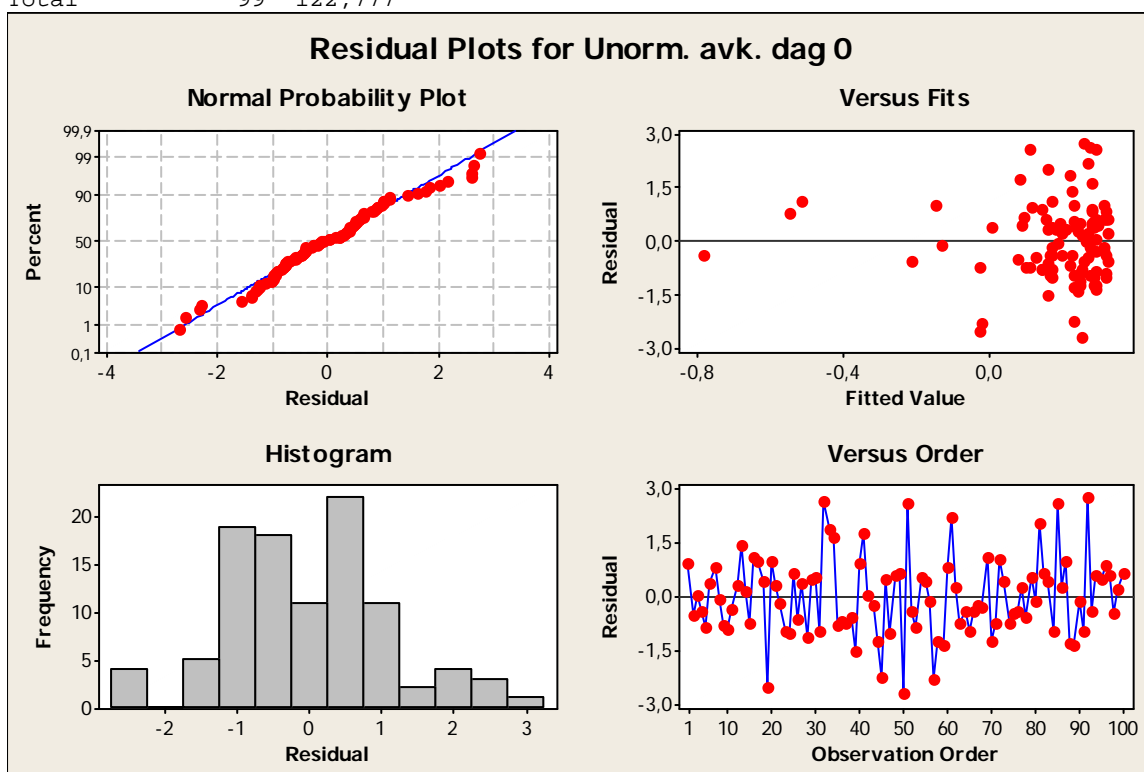 Total 99 122,777
Residual Plots for Unorm. avk. dag 0
Normal Probability Plot
99,9
99
90
50
10
1
0,1
Percent
-4 -2 0 2 4
Residual
Versus Fits
3,0
1,5
0,0
-1,5
-3,0
Residual
-0,8 -0,4 0,0
Fitted Value
Histogram
20
15
10
5
0
Frequency
-2 -1 0 1 2 3
Residual
Versus Order
3,0
1,5
0,0
-1,5
-3,0
Residual
1 10 20 30 40 50 60 70 80 90 100
Observation Order